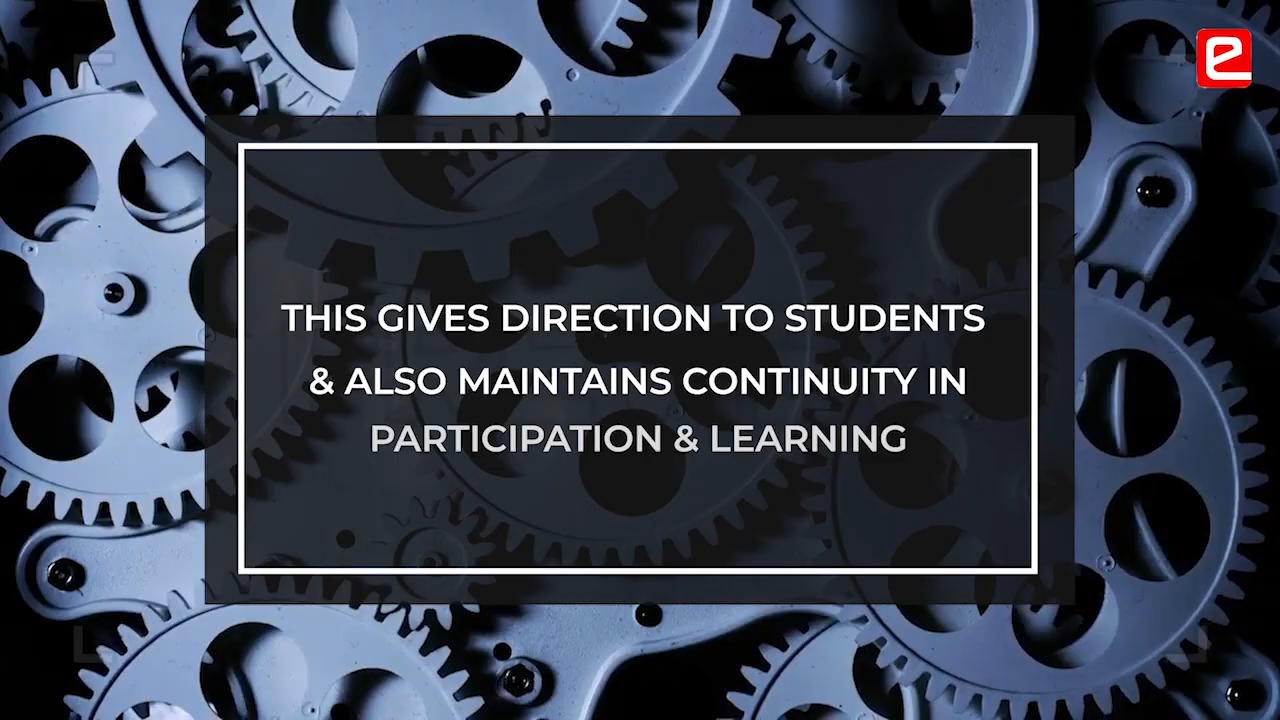 e
THIS GIVES DIRECTION TO STUDENTS
& ALSO MAINTAINS CONTINUITY IN
PARTICIPATION & LEARNING